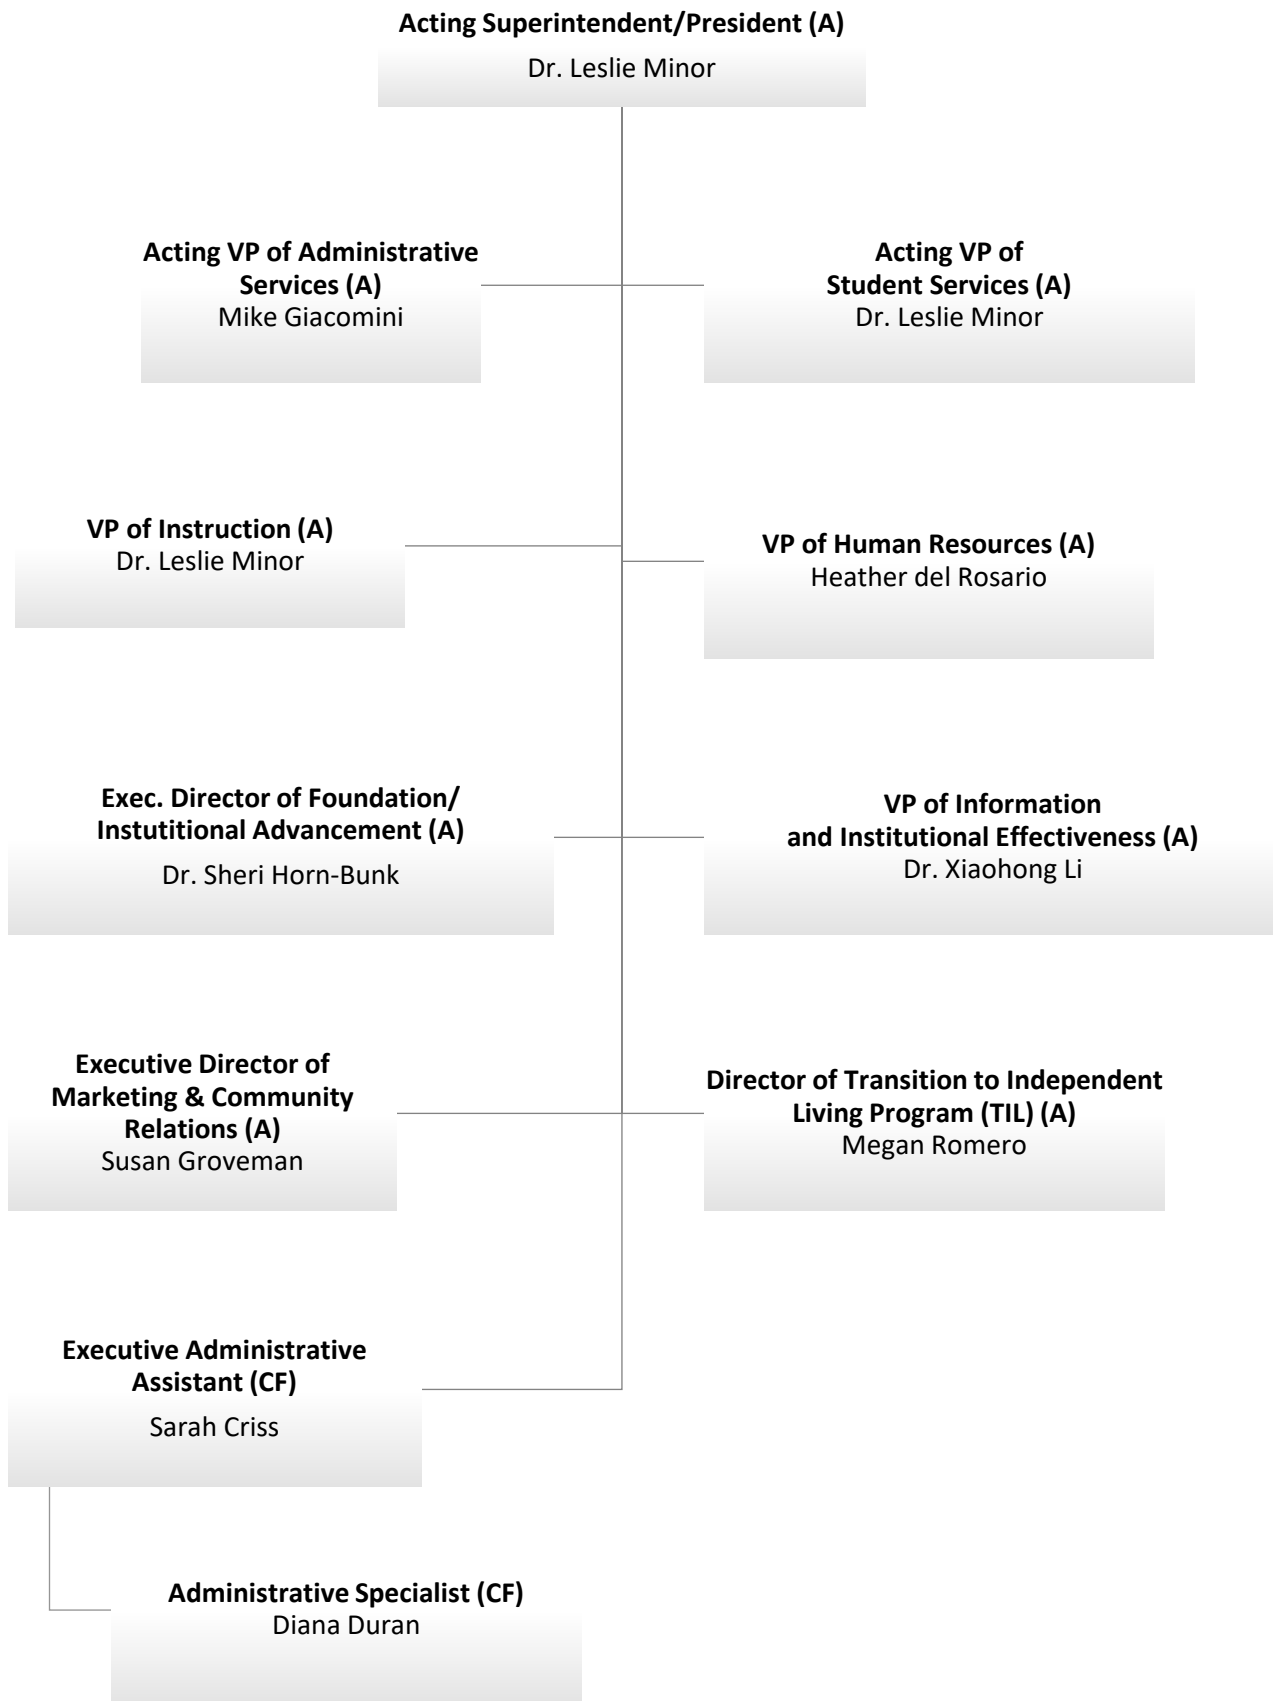 Acting Superintendent/President (A)
Dr. Leslie Minor
Acting VP of Administrative
Services (A)
Mike Giacomini
Acting VP of
Student Services (A)
Dr. Leslie Minor
VP of Instruction (A)
Dr. Leslie Minor
VP of Human Resources (A)
Heather del Rosario
Exec. Director of Foundation/
Instutitional Advancement (A)
Dr. Sheri Horn-Bunk
VP of Information
and Institutional Effectiveness (A)
Dr. Xiaohong Li
Executive Director of
Marketing & Community
Relations (A)
Susan Groveman
Director of Transition to Independent
Living Program (TIL) (A)
Megan Romero
Executive Administrative
Assistant (CF)
Sarah Criss
Administrative Specialist (CF)
Diana Duran